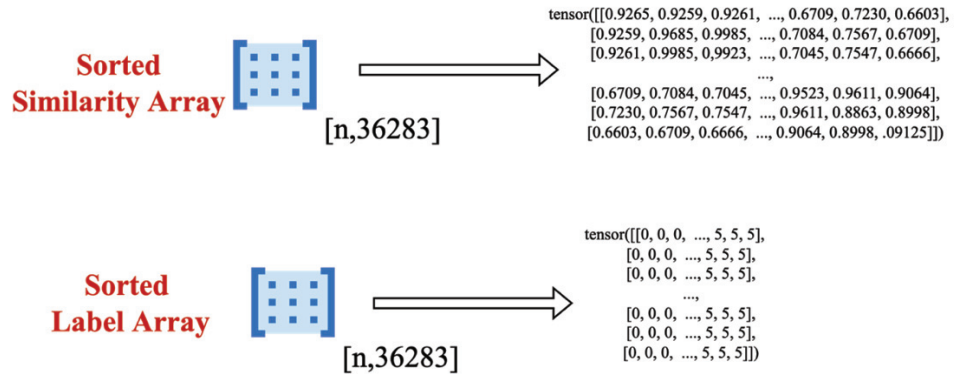 Sorted
Similarity Array
[n,36283]
tensor([[0.9265, 0.9259, 0.9261, ..., 0.6709, 0.7230, 0.6603],
[0.9259, 0.9685, 0.9985, ..., 0.7084, 0.7567, 0.6709],
[0.9261, 0.9985, 0,9923, ..., 0.7045, 0.7547, 0.6666],
...,
[0.6709, 0.7084, 0.7045, ..., 0.9523, 0.9611, 0.9064],
[0.7230, 0.7567, 0.7547, ..., 0.9611, 0.8863, 0.8998],
[0.6603, 0.6709, 0.6666, ..., 0.9064, 0.8998, .09125]])
Sorted
Label Array
[n,36283]
tensor([[0, 0, 0, ..., 5, 5, 5],
[0, 0, 0, ..., 5, 5, 5],
[0, 0, 0, ..., 5, 5, 5],
...,
[0, 0, 0, ..., 5, 5, 5],
[0, 0, 0, ..., 5, 5, 5],
[0, 0, 0, ..., 5, 5, 5]])